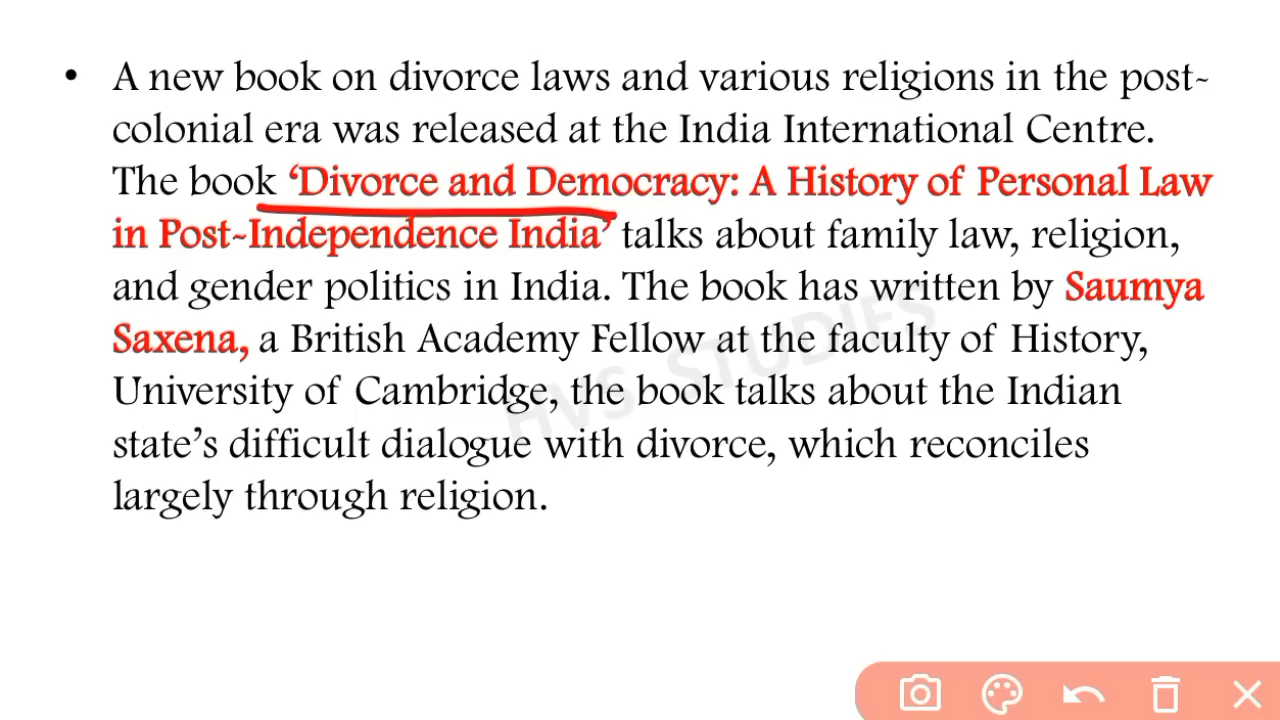 • A new book on divorce laws and various religions in the post-
colonial era was released at the India International Centre.
The book ‘Divorce and Democracy: A History of Personal Law
in Post-Independence India’ talks about family law, religion,
and gender politics in India. The book has written by Saumya
Saxena, a British Academy Fellow at the faculty of History,
University of Cambridge, the book talks about the Indian
state’s difficult dialogue with divorce, which reconciles
largely through religion.
HVS STUDIES